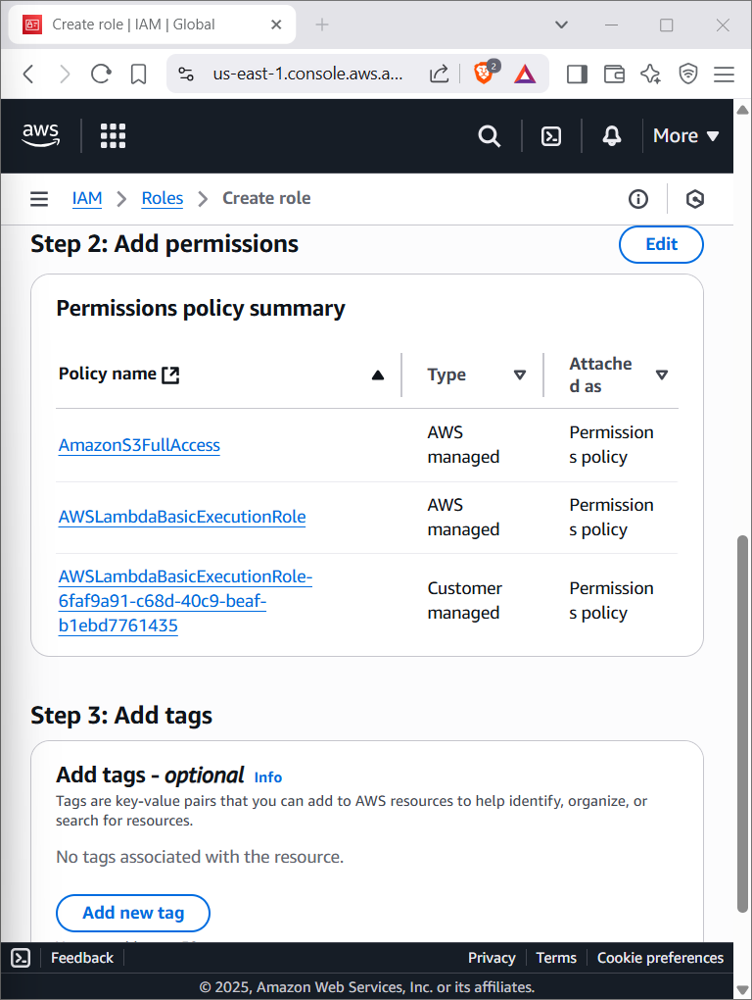 Create role | IAM | Global
us-east-1.console.aws.a...
2
aws
More
IAM
Roles
Create role
Step 2: Add permissions
Edit
Permissions policy summary
Policy name
Type
Attache
d as
AmazonS3FullAccess
AWS
managed
Permission
s policy
AWSLambdaBasicExecutionRole
AWS
managed
Permission
s policy
AWSLambdaBasicExecutionRole-
6faf9a91-c68d-40c9-beaf-
b1ebd7761435
Customer
managed
Permission
s policy
Step 3: Add tags
Add tags - optional Info
Tags are key-value pairs that you can add to AWS resources to help identify, organize, or
search for resources.
No tags associated with the resource.
Add new tag
Feedback
Privacy
Terms
Cookie preferences
© 2025, Amazon Web Services, Inc. or its affiliates.